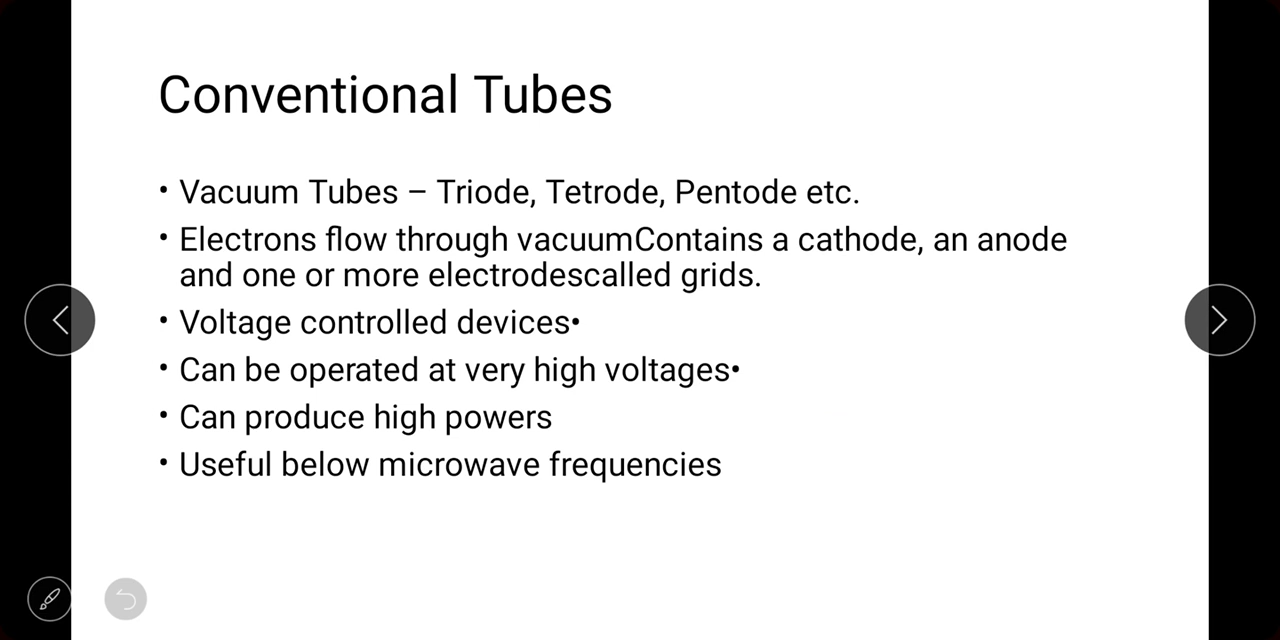 Conventional Tubes
• Vacuum Tubes – Triode, Tetrode, Pentode etc.
• Electrons flow through vacuumContains a cathode, an anode
and one or more electrodescalled grids.
• Voltage controlled devices•
• Can be operated at very high voltages•
• Can produce high powers
• Useful below microwave frequencies